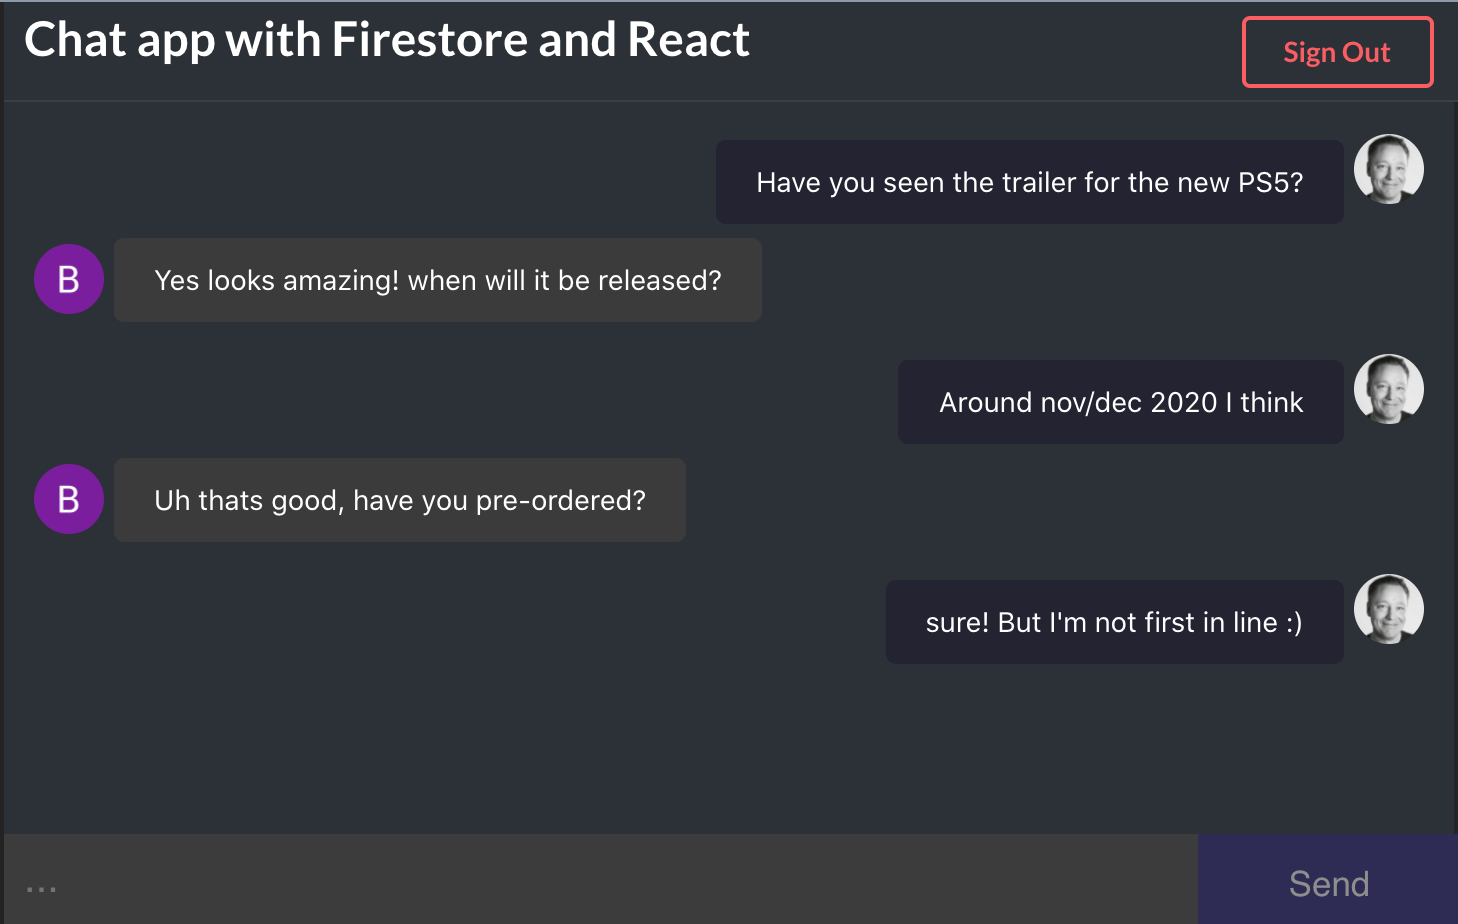 Chat app with Firestore and React
Sign Out
Have you seen the trailer for the new PS5?
B
Yes looks amazing! when will it be released?
Around nov/dec 2020 I think
B
Uh thats good, have you pre-ordered?
sure! But I'm not first in line :)
...
Send